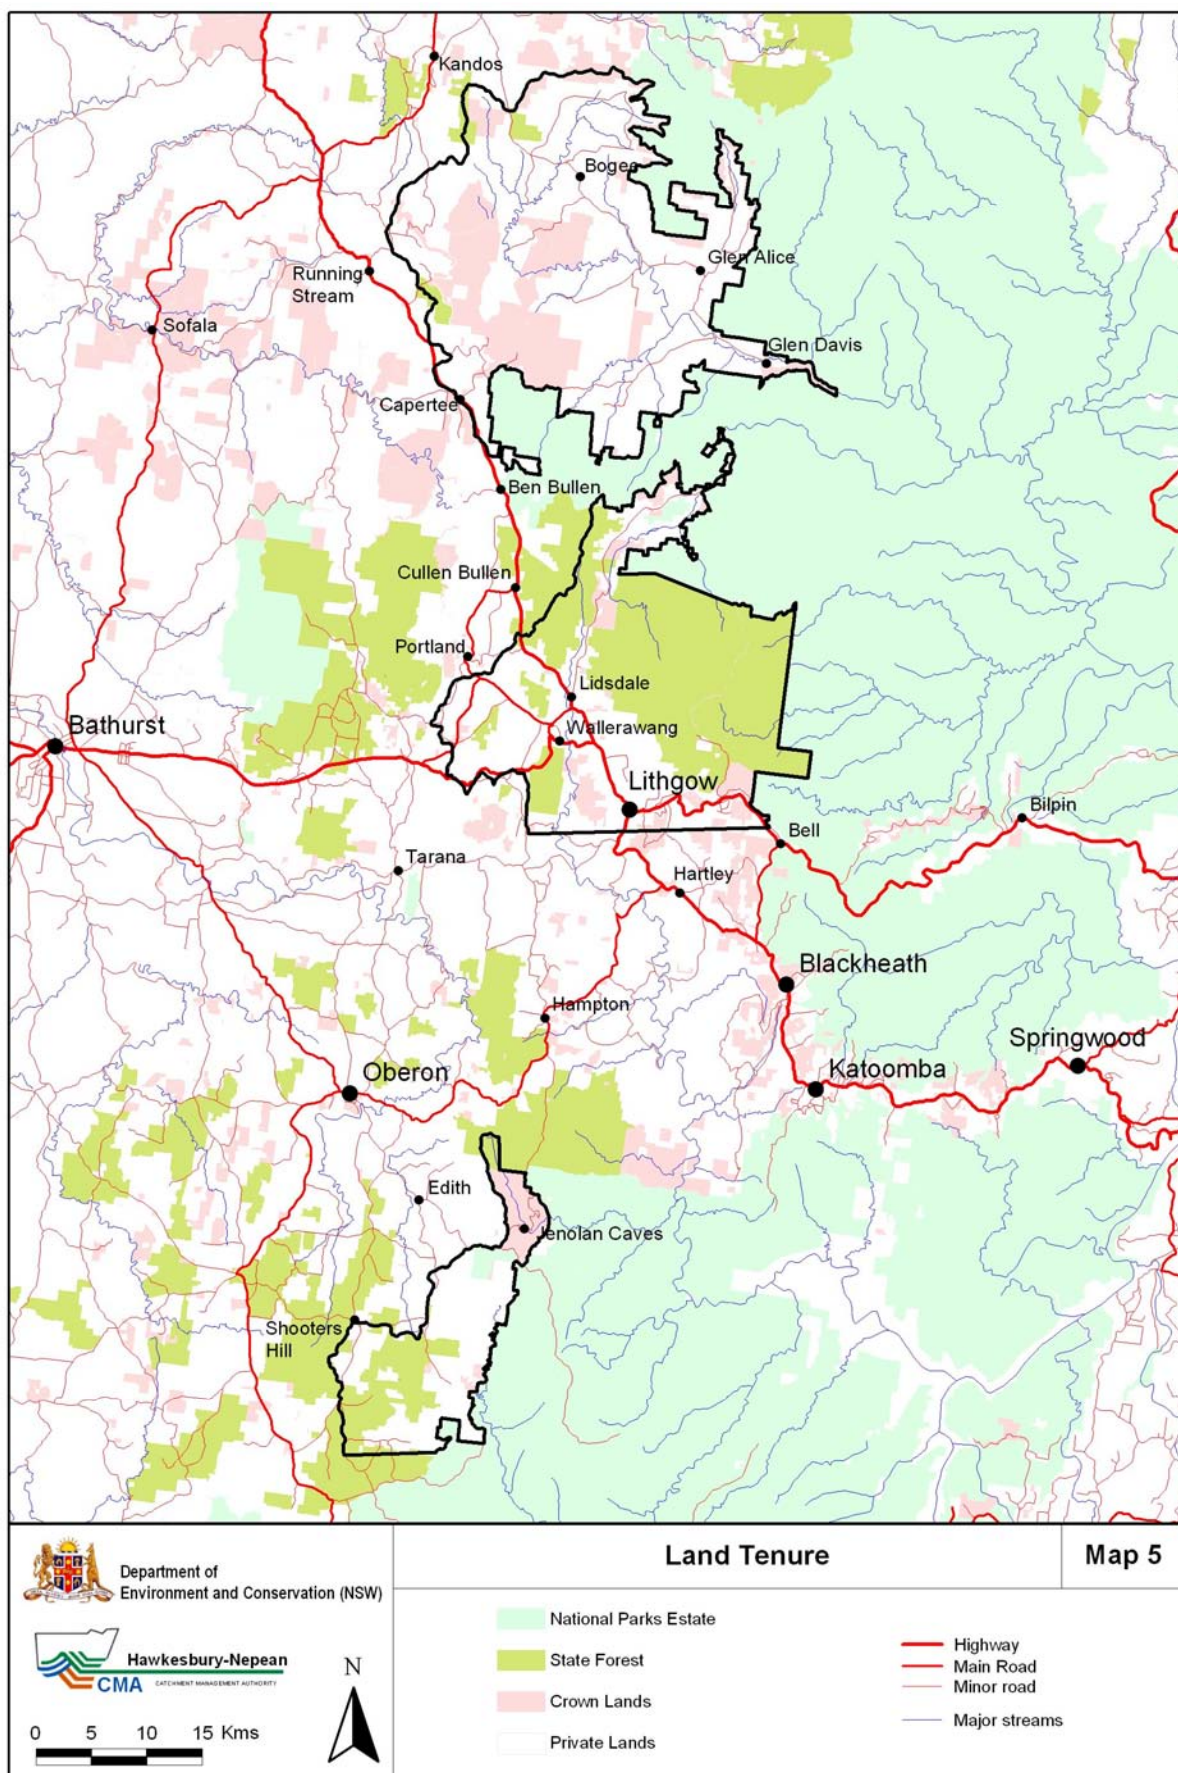 Kandos
Bogee
Glen Alice
Running
Stream
Sofala
Glen Davis
Capertee
Ben Bullen
Cullen Bullen
Portland
Lidsdale
Bathurst
Wallerawang
Lithgow
Bilpin
Bell
Tarana
Hartley
Blackheath
Hampton
Springwood
Oberon
Katoomba
Edith
Jenolan Caves
Shooters
Hill
Land Tenure
Map 5
Department of
Environment and Conservation (NSW)
Hawkesbury-Nepean
CMA CATCHMENT MANAGEMENT AUTHORITY
N
0 5 10 15 Kms
National Parks Estate
State Forest
Crown Lands
Private Lands
Highway
Main Road
Minor road
Major streams